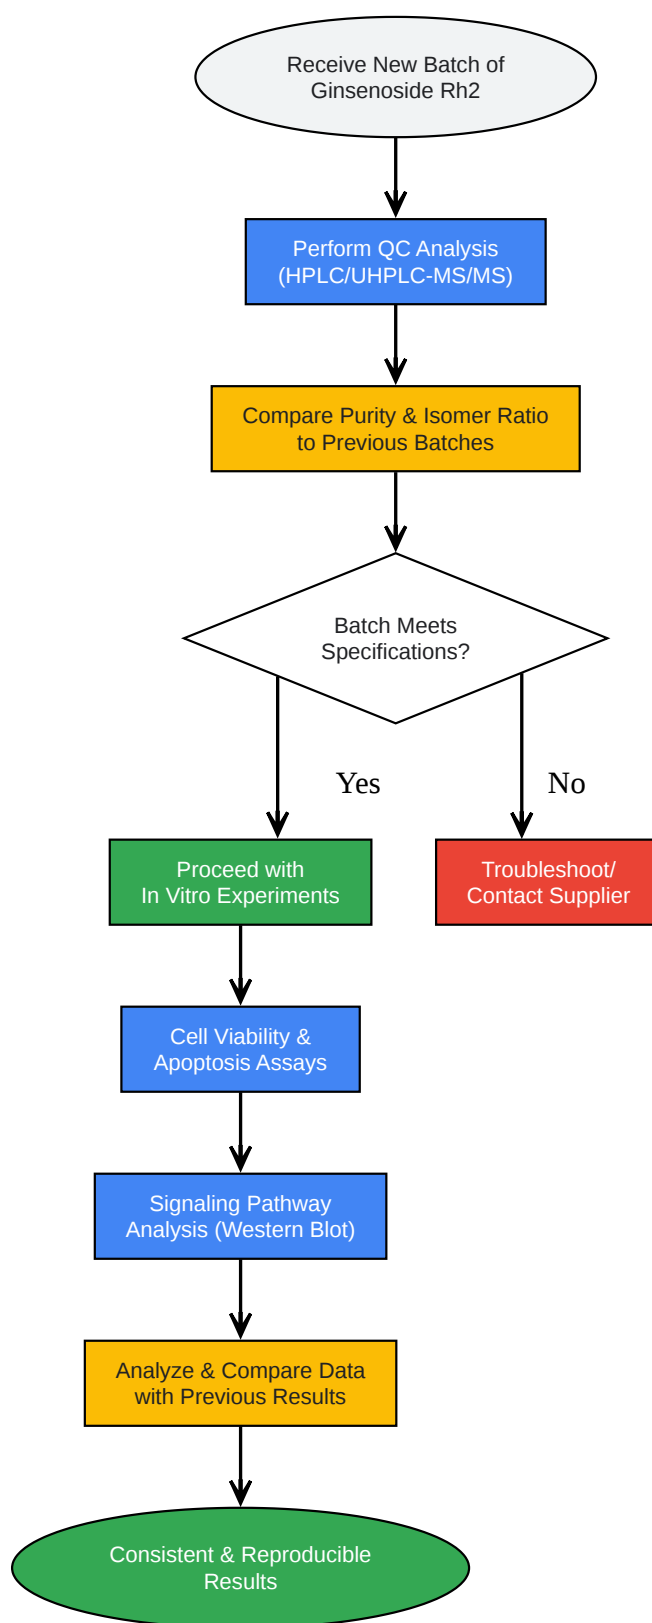 Receive New Batch of
Ginsenoside Rh2
Perform QC Analysis
(HPLC/UHPLC-MS/MS)
Compare Purity & Isomer Ratio
to Previous Batches
Batch Meets
Specifications?
Yes
No
Proceed with
In Vitro Experiments
Troubleshoot/
Contact Supplier
Cell Viability &
Apoptosis Assays
Signaling Pathway
Analysis (Western Blot)
Analyze & Compare Data
with Previous Results
Consistent & Reproducible
Results